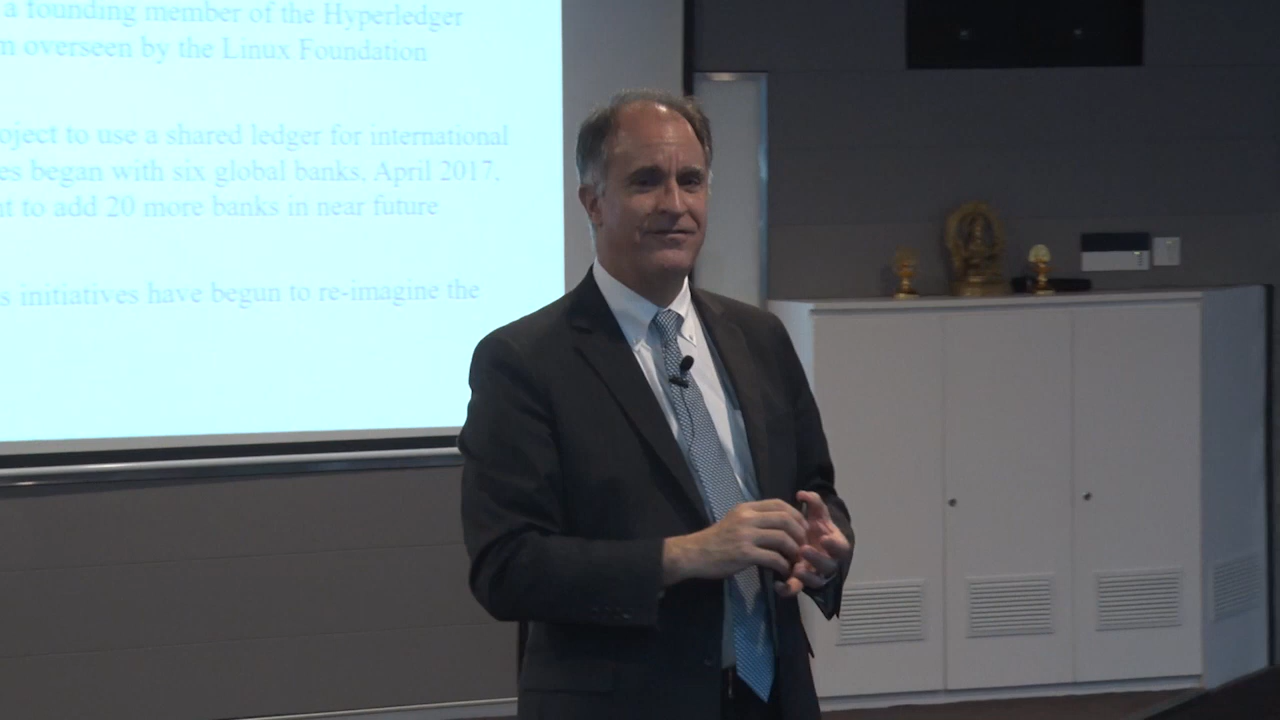 a founding member of the Hyperledger
overseen by the Linux Foundation
to use a shared ledger for international
began with six global banks, April 2017,
to add 20 more banks in near future
initiatives have begun to re-imagine the